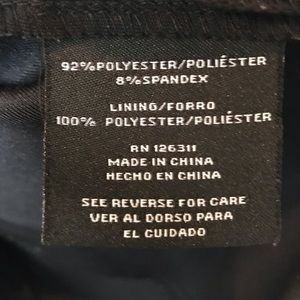 92%POLYESTER/POLIÉSTER
8%SPANDEX
LINING/FORRO
100% POLYESTER/POLIÉSTER
RN 126311
MADE IN CHINA
HECHO EN CHINA
SEE REVERSE FOR CARE
VER AL DORSO PARA
EL CUIDADO